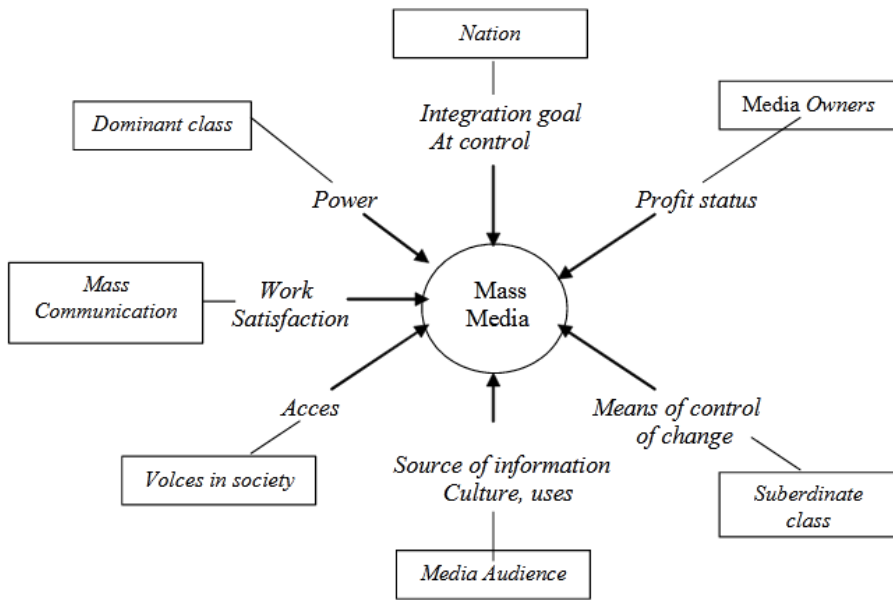 Nation
Integration goal
At control
Dominant class
Power
Media Owners
Profit status
Mass
Communication
Work
Satisfaction
Mass
Media
Acces
Volces in society
Means of control
of change
Source of information
Culture, uses
Suberdinate
class
Media Audience